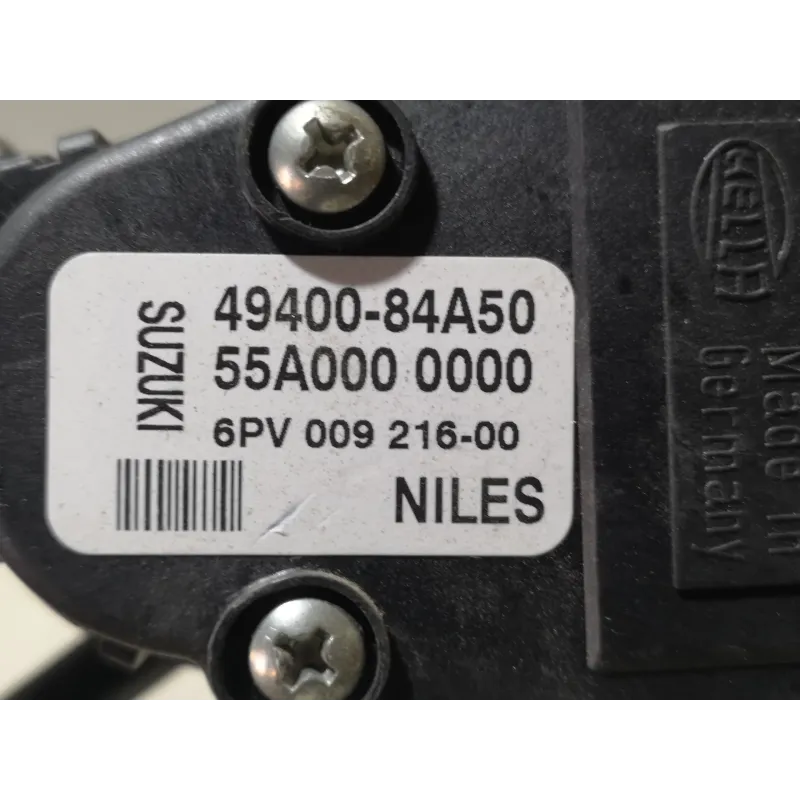 SUZUKI
49400-84A50
55A000 0000
6PV 009 216-00
NILES
HELLA
Made in
Germany